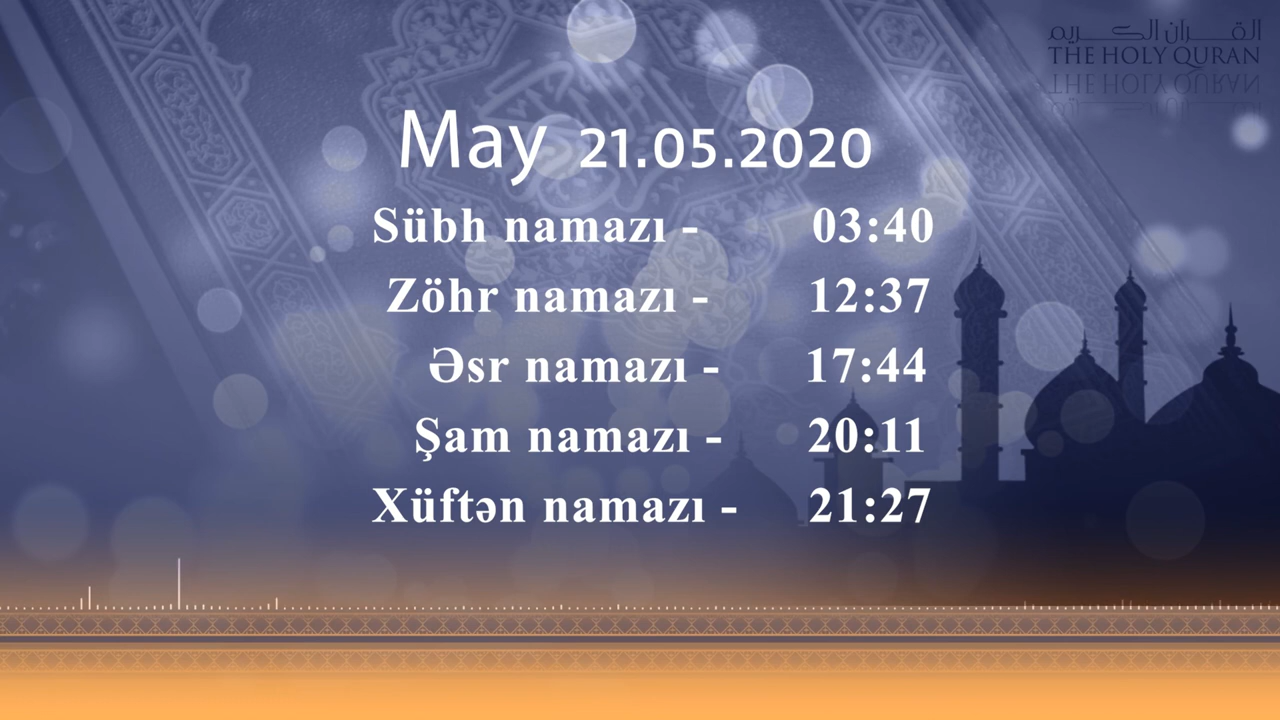 القرآن الكريم
THE HOLY QURAN
May 21.05.2020
Sübh namazı - 03:40
Zöhr namazı - 12:37
Əsr namazı - 17:44
Şam namazı - 20:11
Xüftən namazı - 21:27